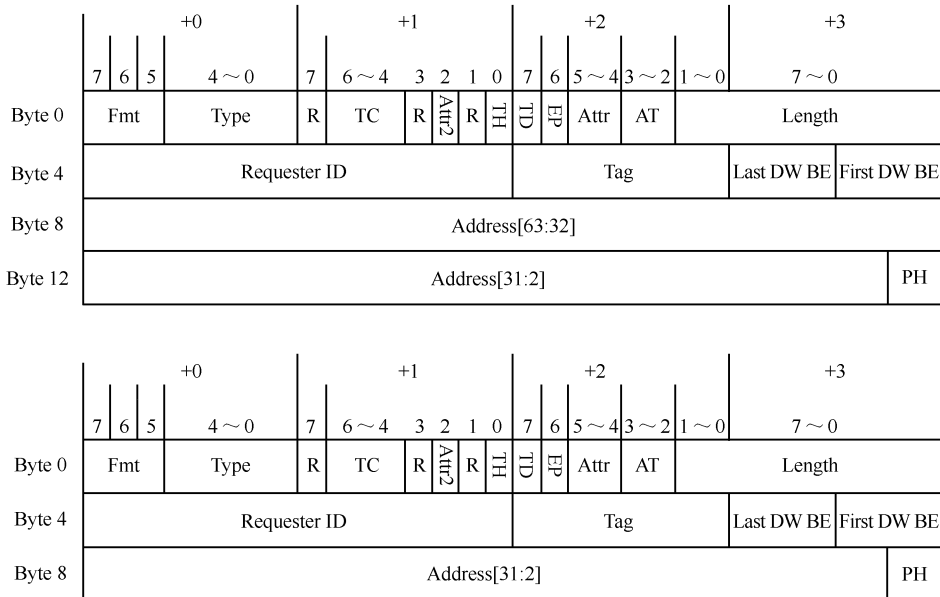 +0 +1 +2 +3
7 6 5 4～0 7 6～4 3 2 1 0 7 6 5～4 3～2 1～0 7～0
Byte 0 Fmt Type R TC R Attr2 R TH TD EP Attr AT Length
Byte 4 Requester ID Tag Last DW BE First DW BE
Byte 8 Address[63:32]
Byte 12 Address[31:2] PH
+0 +1 +2 +3
7 6 5 4～0 7 6～4 3 2 1 0 7 6 5～4 3～2 1～0 7～0
Byte 0 Fmt Type R TC R Attr2 R TH TD EP Attr AT Length
Byte 4 Requester ID Tag Last DW BE First DW BE
Byte 8 Address[31:2] PH